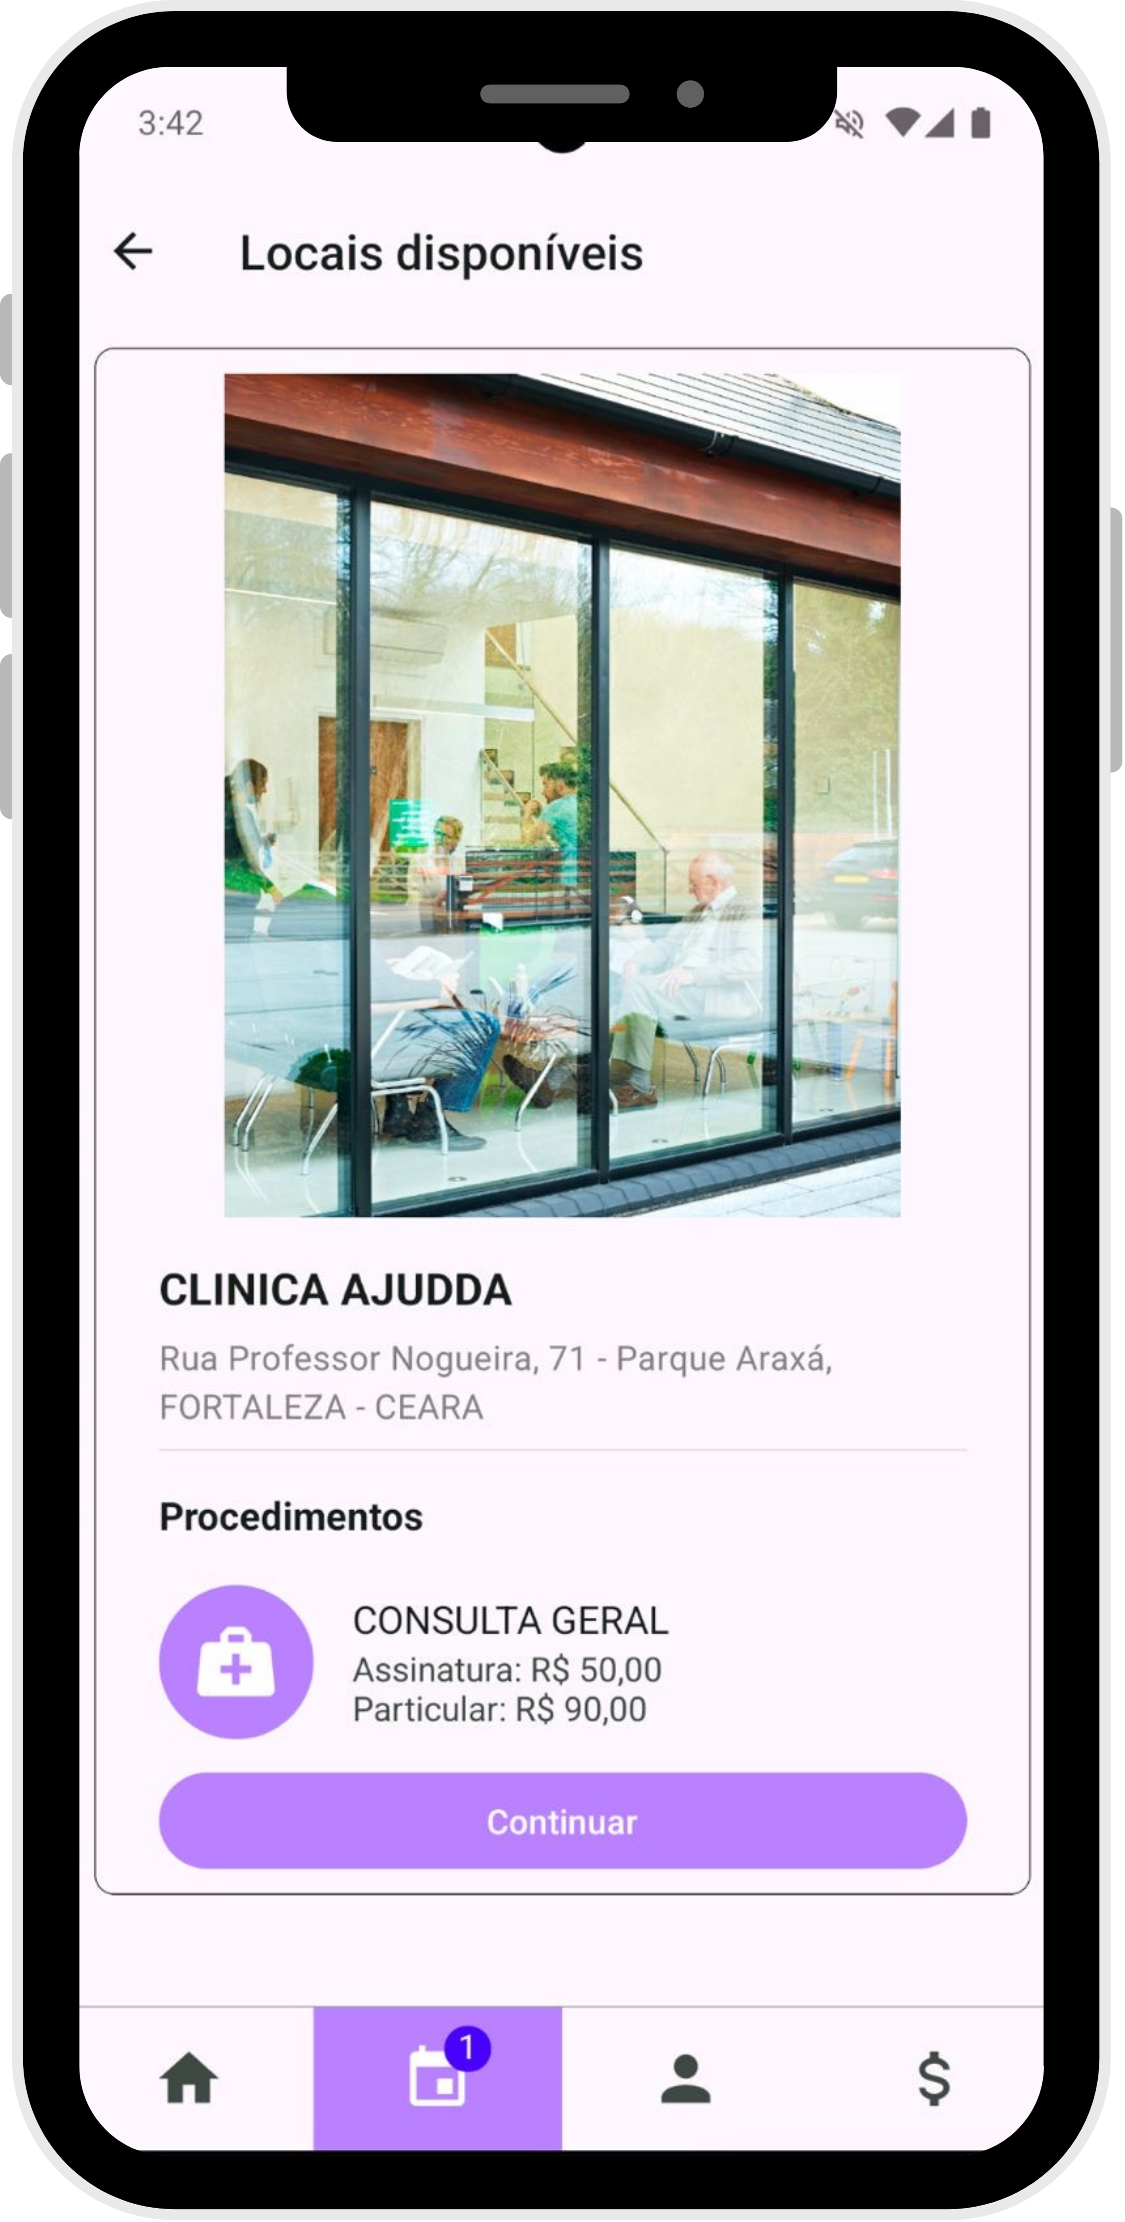 3:42
Locais disponíveis
CLINICA AJUDDA
Rua Professor Nogueira, 71 - Parque Araxá,
FORTALEZA - CEARA
Procedimentos
CONSULTA GERAL
Assinatura: R$ 50,00
Particular: R$ 90,00
Continuar
1